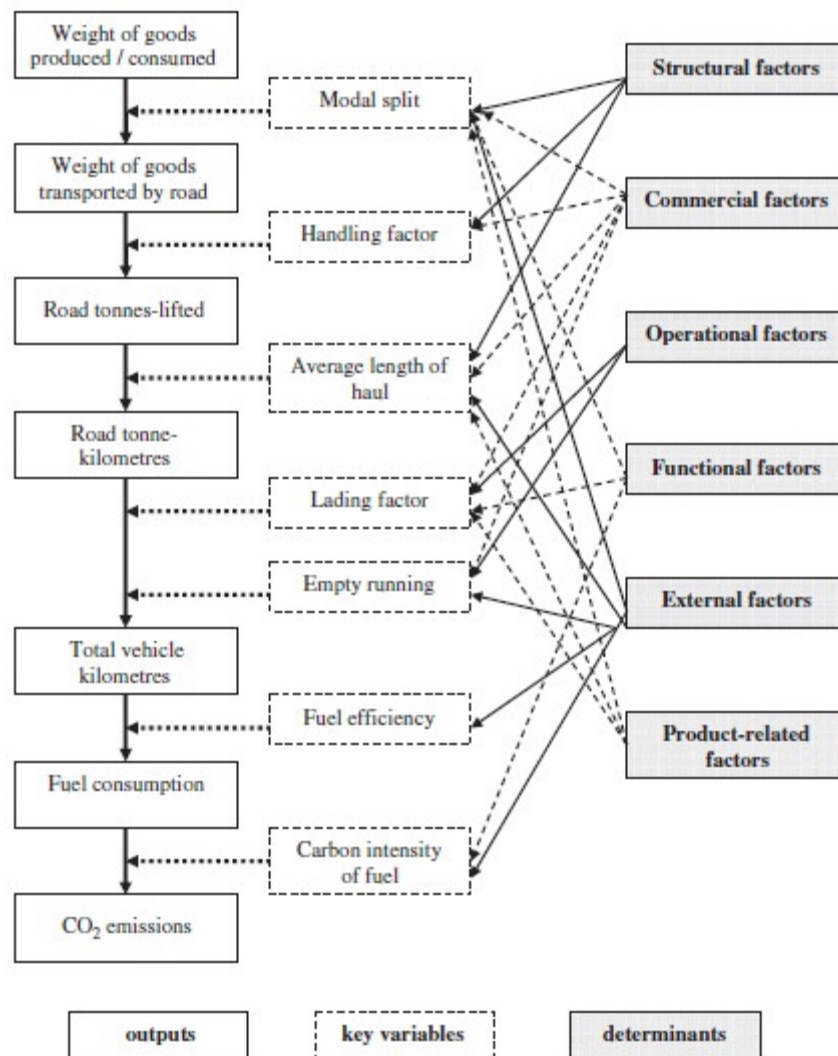 Weight of goods
produced / consumed
Modal split
Structural factors
Weight of goods
transported by road
Commercial factors
Handling factor
Road tonnes-lifted
Operational factors
Average length of
haul
Road tonne-
kilometres
Functional factors
Lading factor
Empty running
External factors
Total vehicle
kilometres
Fuel efficiency
Product-related
factors
Fuel consumption
Carbon intensity
of fuel
CO₂ emissions
outputs
key variables
determinants